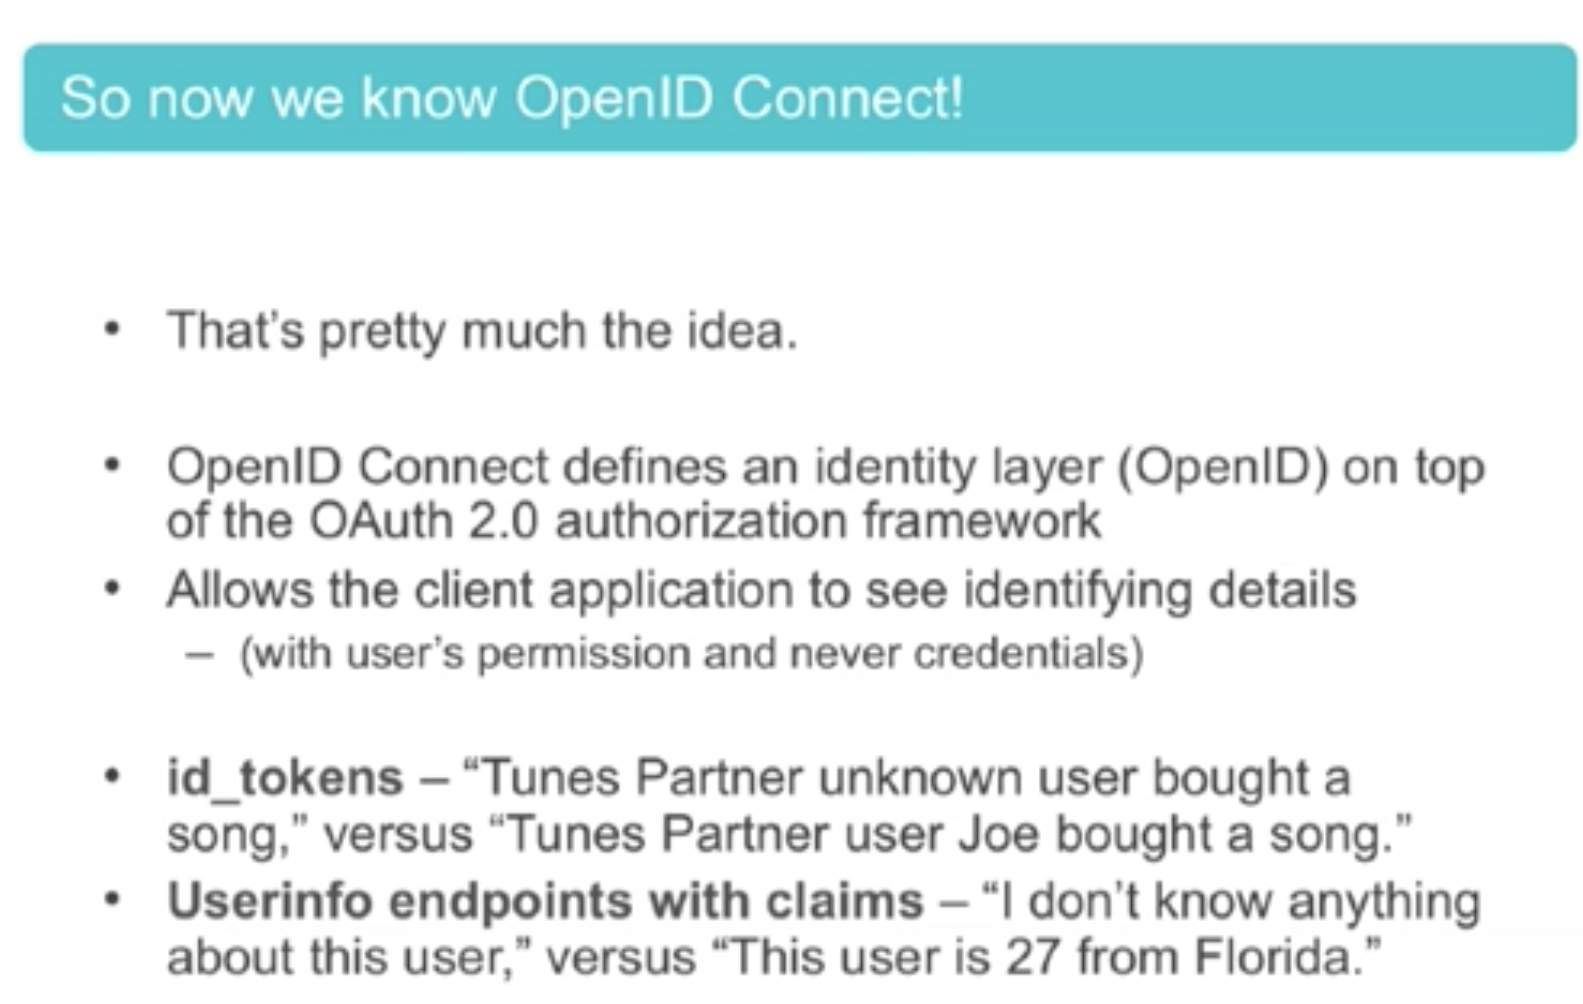 So now we know OpenID Connect!
• That’s pretty much the idea.
• OpenID Connect defines an identity layer (OpenID) on top
of the OAuth 2.0 authorization framework
• Allows the client application to see identifying details
– (with user’s permission and never credentials)
• id_tokens – “Tunes Partner unknown user bought a
song,” versus “Tunes Partner user Joe bought a song.”
• Userinfo endpoints with claims – “I don’t know anything
about this user,” versus “This user is 27 from Florida.”